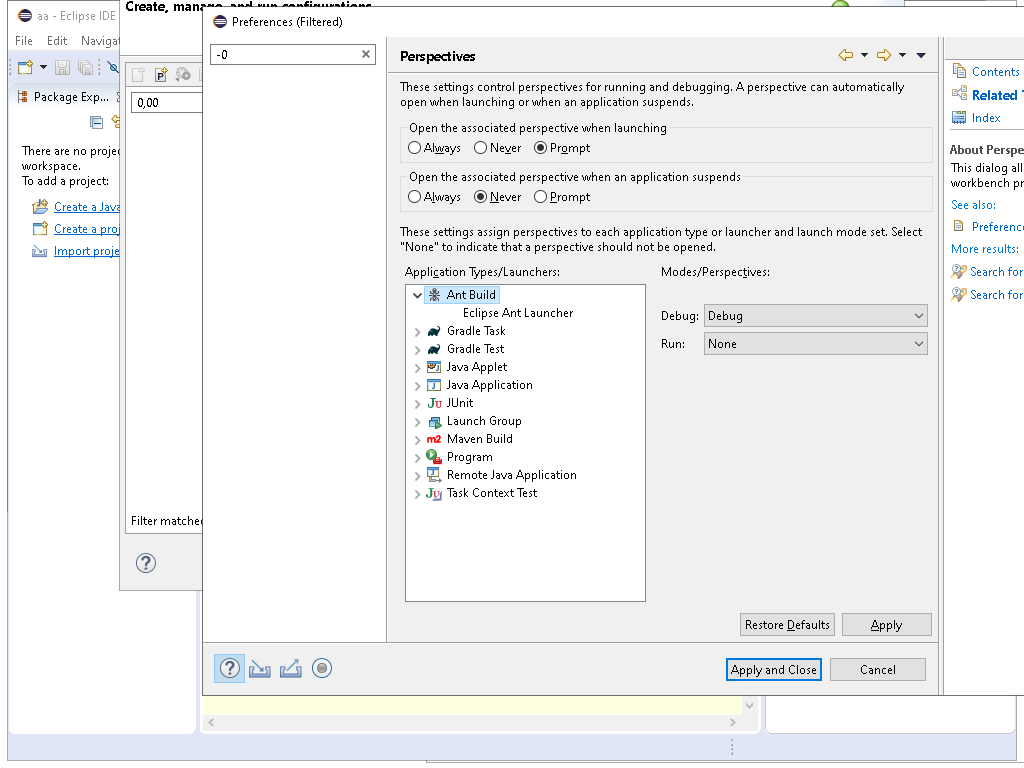 aa - Eclipse IDE
Create, manage, and run configurations
Preferences (Filtered)
File Edit Navigat
-0
Perspectives
Package Exp...
0,00
These settings control perspectives for running and debugging. A perspective can automatically
open when launching or when an application suspends.
Contents
Related
Index
Open the associated perspective when launching
Always Never Prompt
There are no projec
workspace.
To add a project:
About Perspe
This dialog all
workbench pr
Open the associated perspective when an application suspends
Always Never Prompt
Create a Java
Create a proj
Import proje
See also:
Preference
More results:
Search for
Search for
These settings assign perspectives to each application type or launcher and launch mode set. Select
"None" to indicate that a perspective should not be opened.
Application Types/Launchers:
Modes/Perspectives:
Ant Build
Eclipse Ant Launcher
Gradle Task
Gradle Test
Java Applet
Java Application
JUnit
Launch Group
Maven Build
Program
Remote Java Application
Task Context Test
Debug: Debug
Run: None
Filter matched
Restore Defaults Apply
Apply and Close Cancel